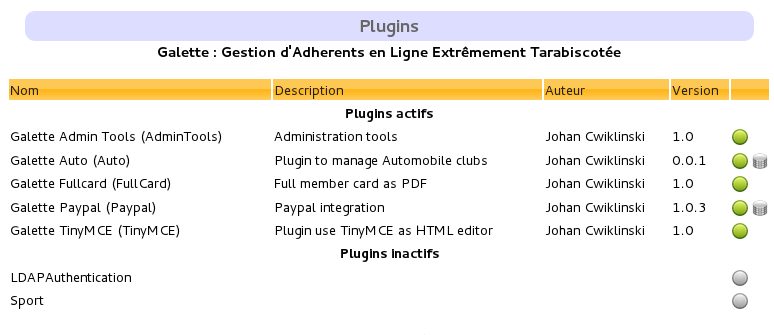 Plugins
Galette : Gestion d'Adherents en Ligne Extrêmement Tarabiscotée
Nom Description Auteur Version
Plugins actifs
Galette Admin Tools (AdminTools) Administration tools Johan Cwiklinski 1.0
Galette Auto (Auto) Plugin to manage Automobile clubs Johan Cwiklinski 0.0.1
Galette Fullcard (FullCard) Full member card as PDF Johan Cwiklinski 1.0
Galette Paypal (Paypal) Paypal integration Johan Cwiklinski 1.0.3
Galette TinyMCE (TinyMCE) Plugin use TinyMCE as HTML editor Johan Cwiklinski 1.0
Plugins inactifs
LDAPAuthentication
Sport